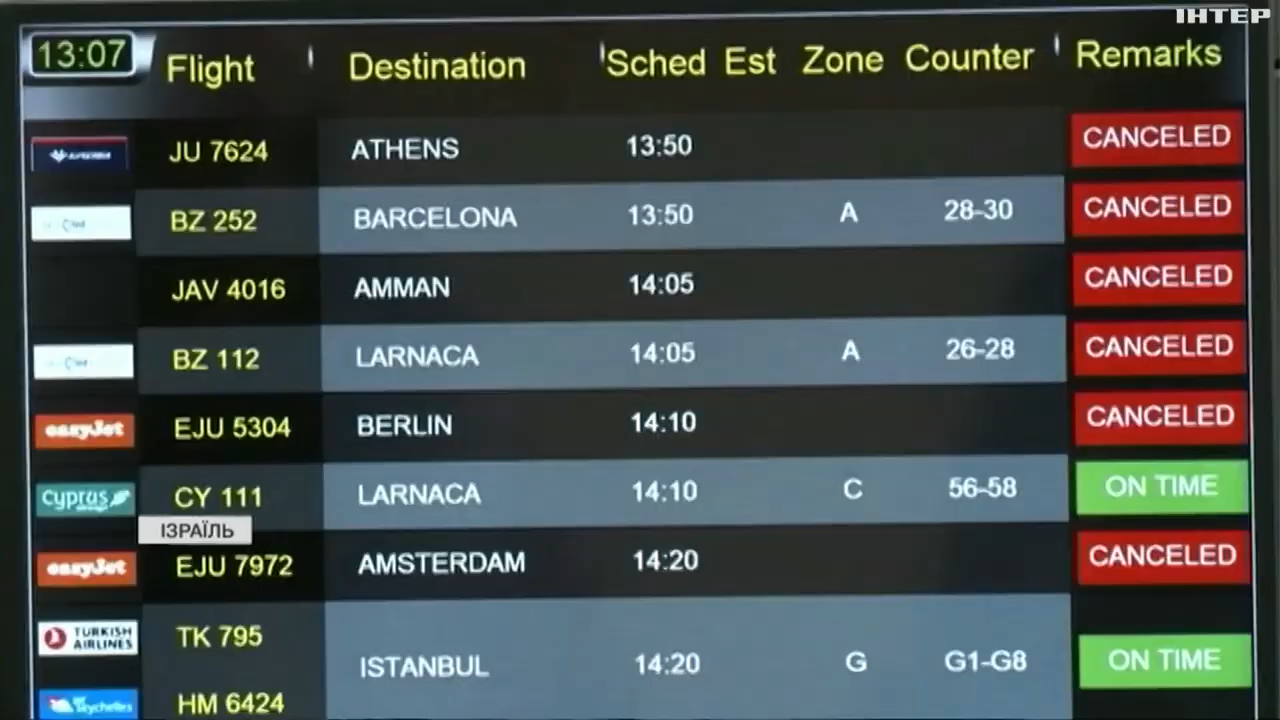 ІНТЕР
13:07 Flight Destination Sched Est Zone Counter Remarks
JU 7624 ATHENS 13:50 CANCELED
BZ 252 BARCELONA 13:50 A 28-30 CANCELED
JAV 4016 AMMAN 14:05 CANCELED
BZ 112 LARNACA 14:05 A 26-28 CANCELED
easyJet EJU 5304 BERLIN 14:10 CANCELED
cyprus CY 111 LARNACA 14:10 C 56-58 ON TIME
ІЗРАЇЛЬ
easyJet EJU 7972 AMSTERDAM 14:20 CANCELED
TURKISH AIRLINES TK 795
ISTANBUL 14:20 G G1-G8 ON TIME
Seychelles HM 6424